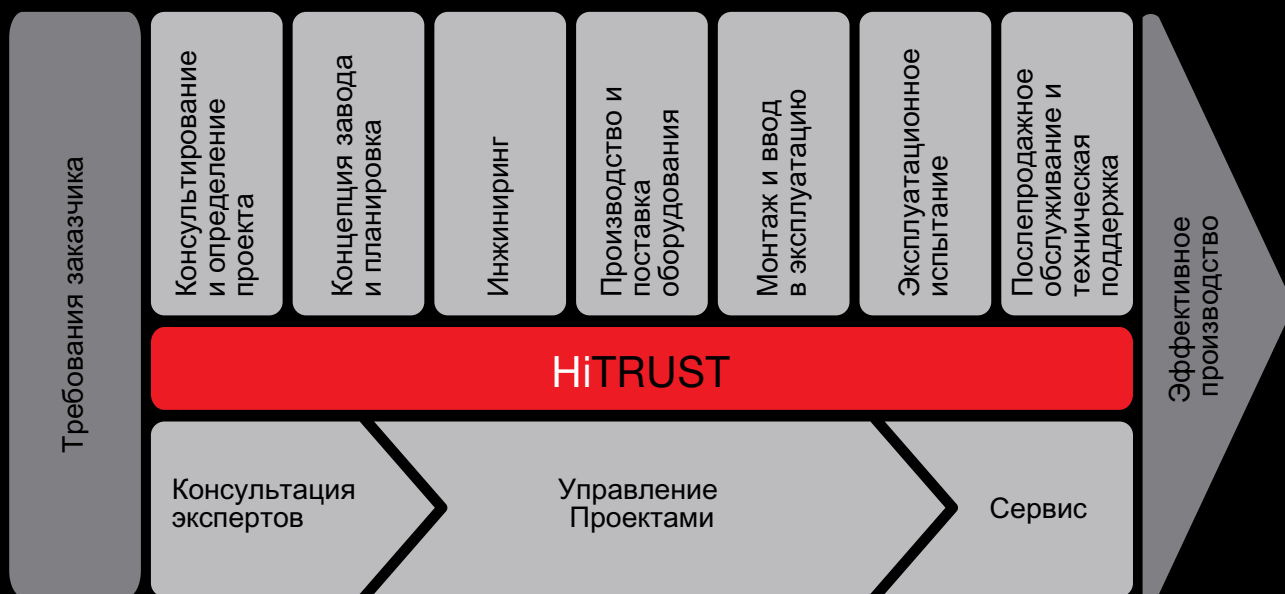 Требования заказчика
Консультирование
и определение
проекта
Концепция завода
и планировка
Инжиниринг
Производство и
поставка
оборудования
Монтаж и ввод
в эксплуатацию
Эксплуатационное
испытание
Послепродажное
обслуживание и
техническая
поддержка
HiTRUST
Консультация
экспертов
Управление
Проектами
Сервис
Эффективное
производство